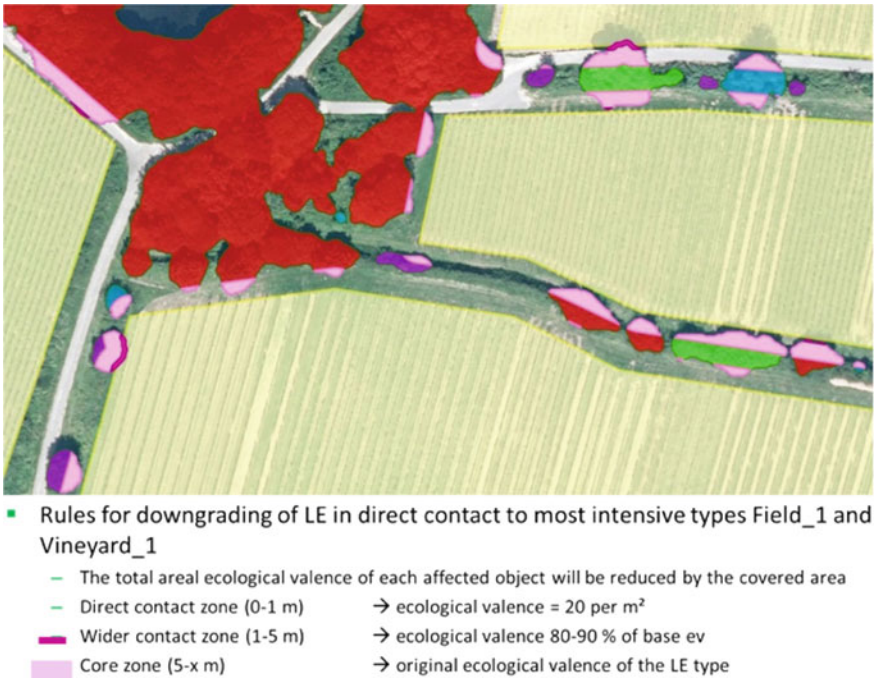 Rules for downgrading of LE in direct contact to most intensive types Field_1 and
Vineyard_1
– The total areal ecological valence of each affected object will be reduced by the covered area
– Direct contact zone (0-1 m) → ecological valence = 20 per m²
Wider contact zone (1-5 m) → ecological valence 80-90 % of base ev
Core zone (5-x m) → original ecological valence of the LE type